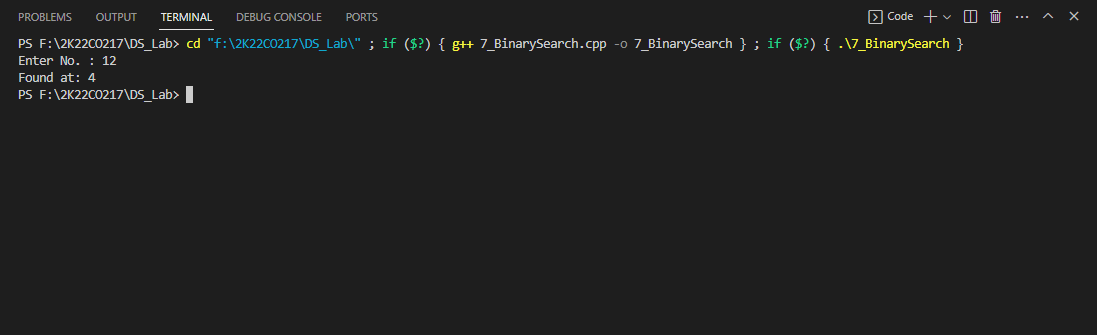 PROBLEMS OUTPUT TERMINAL DEBUG CONSOLE PORTS Code
PS F:\2K22CO217\DS_Lab> cd "f:\2K22CO217\DS_Lab\" ; if ($?) { g++ 7_BinarySearch.cpp -o 7_BinarySearch } ; if ($?) { .\7_BinarySearch }
Enter No. : 12
Found at: 4
PS F:\2K22CO217\DS_Lab>